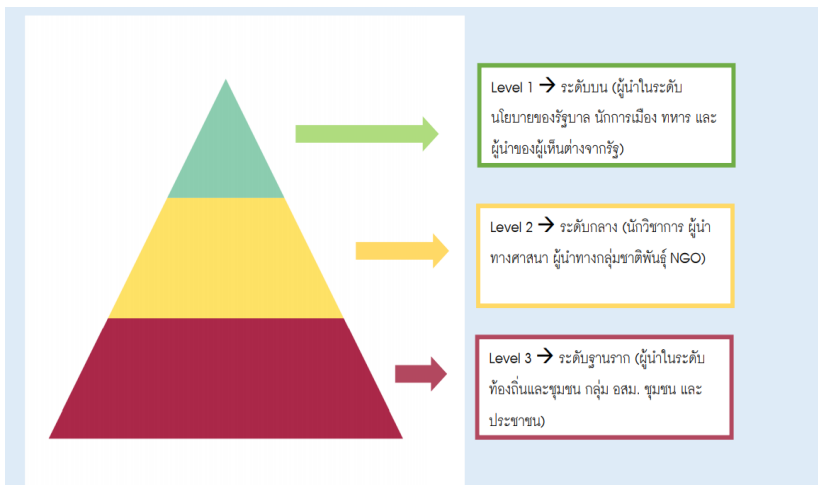 Level 1 → ระดับบน (ผู้นำในระดับ
นโยบายของรัฐบาล นักการเมือง ทหาร และ
ผู้นำของผู้เห็นต่างจากรัฐ)
Level 2 → ระดับกลาง (นักวิชาการ ผู้นำ
ทางศาสนา ผู้นำทางกลุ่มชาติพันธุ์ NGO)
Level 3 → ระดับฐานราก (ผู้นำในระดับ
ท้องถิ่นและชุมชน กลุ่ม อสม. ชุมชน และ
ประชาชน)